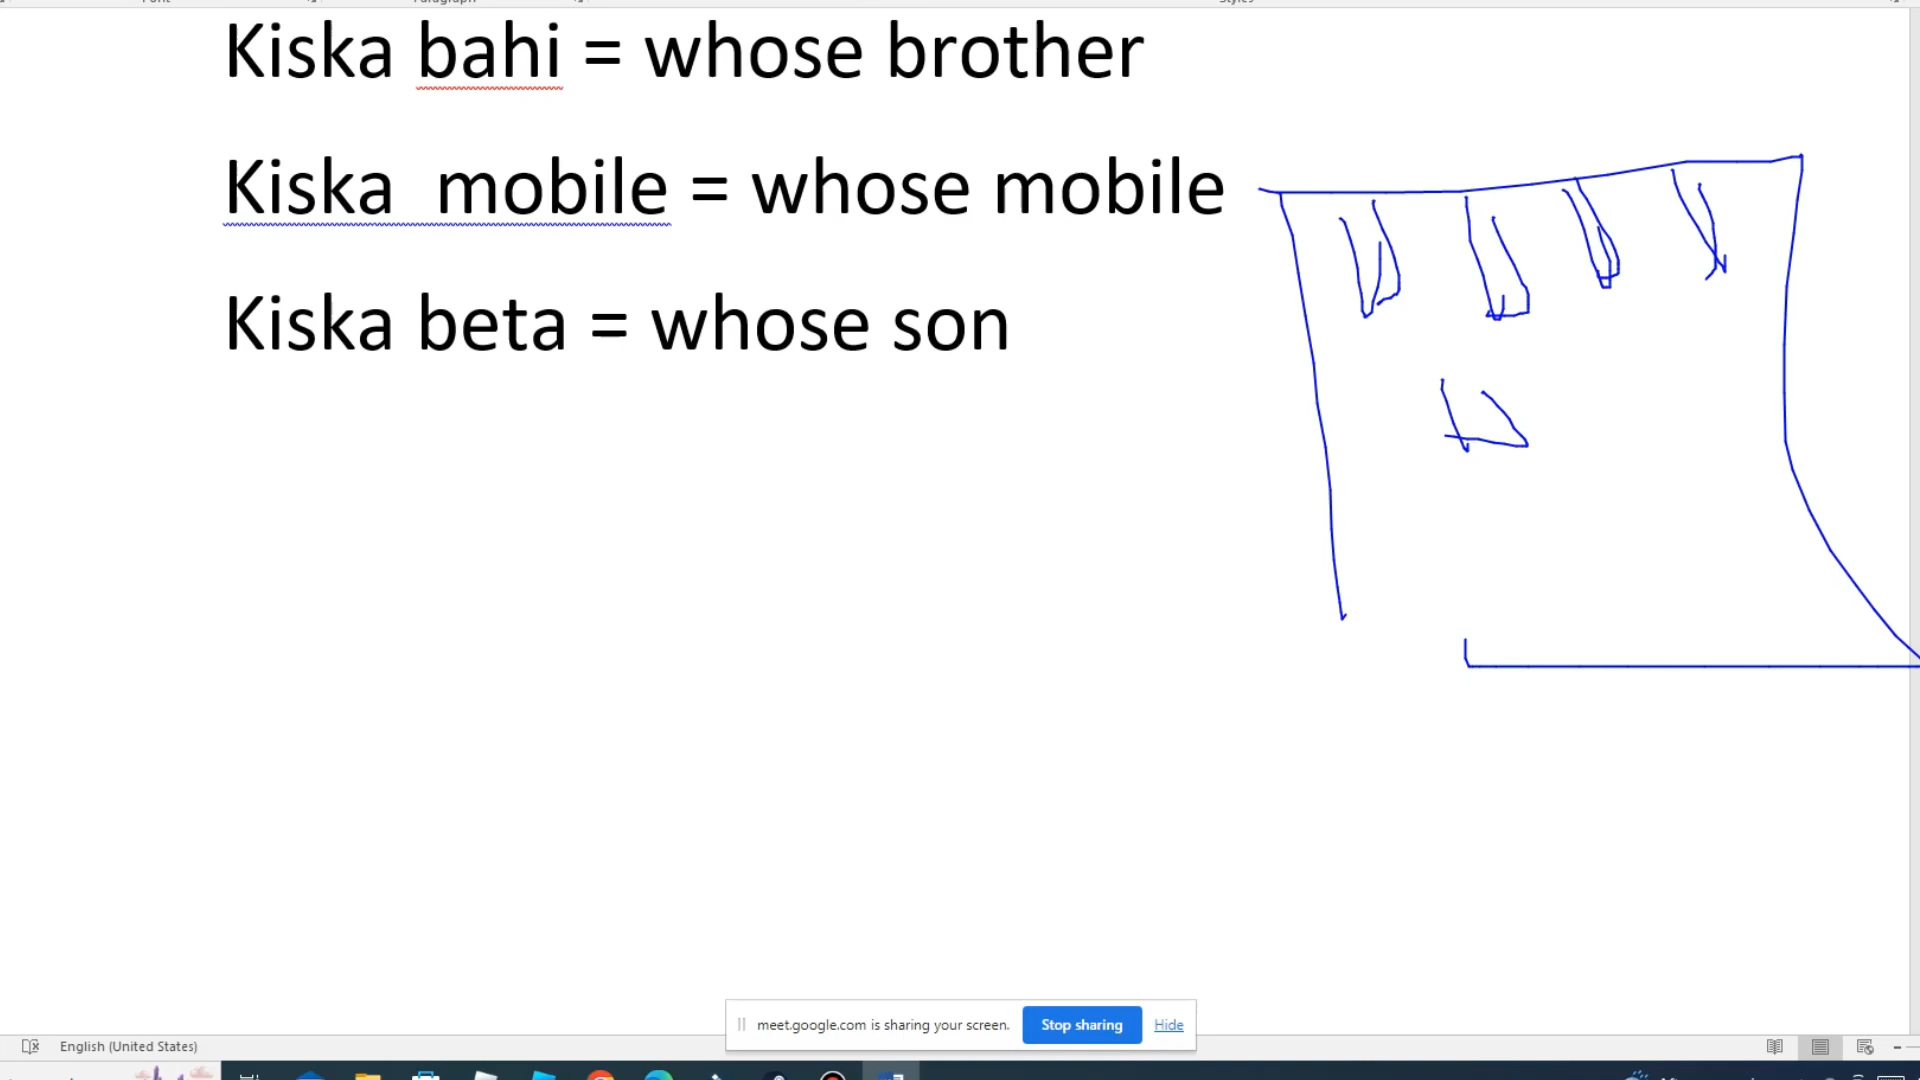 Kiska bahi = whose brother
Kiska  mobile = whose mobile
Kiska beta = whose son
meet.google.com is sharing your screen. Stop sharing Hide
English (United States)